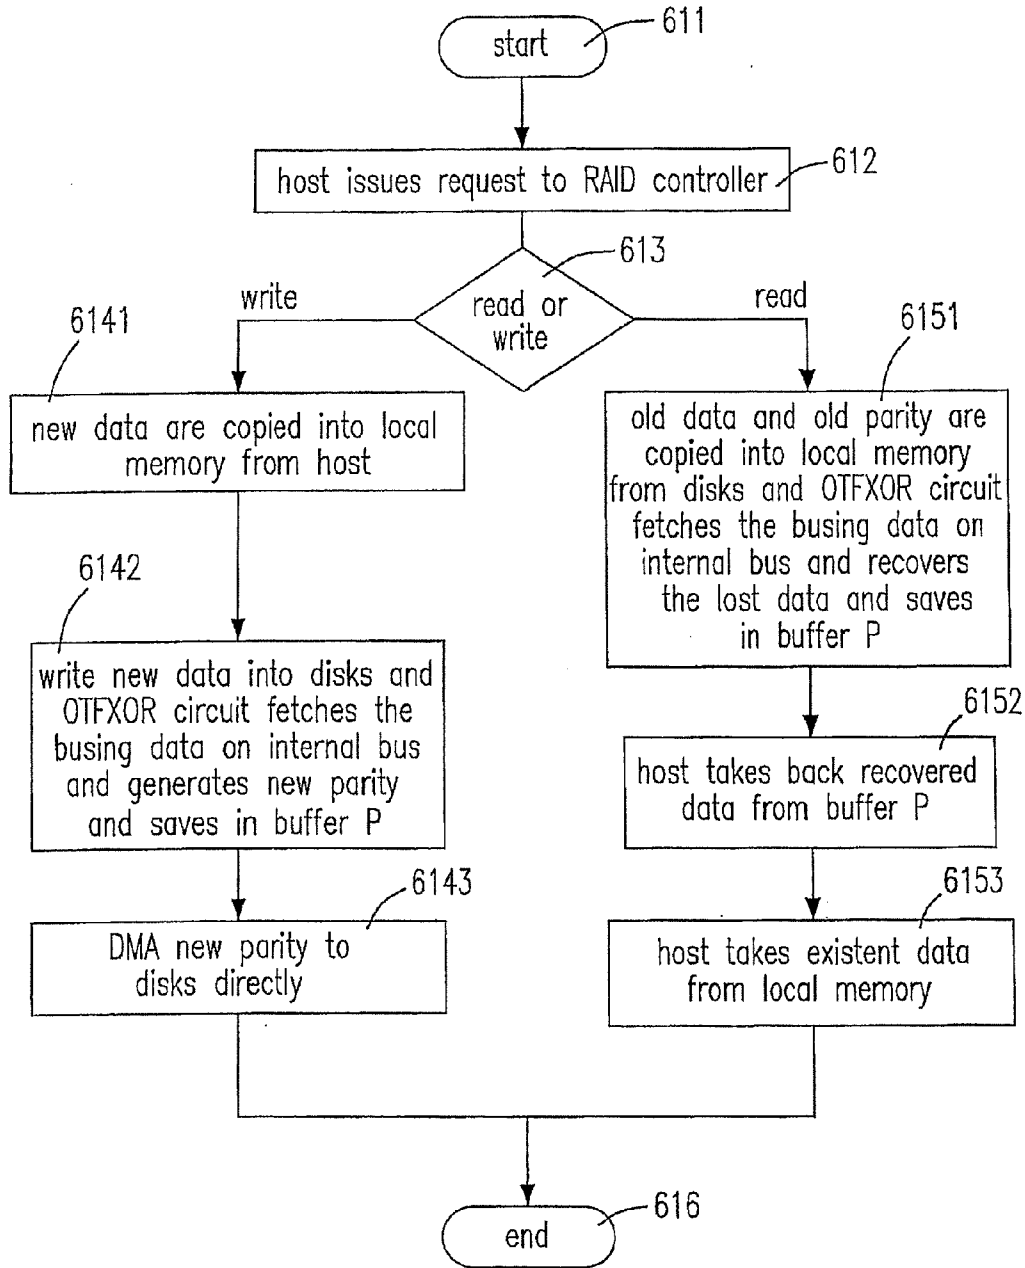 start
611
host issues request to RAID controller
612
613
read or
write
write
read
6141
new data are copied into local
memory from host
6142
write new data into disks and
OTFXOR circuit fetches the
busing data on internal bus
and generates new parity
and saves in buffer P
6143
DMA new parity to
disks directly
6151
old data and old parity are
copied into local memory
from disks and OTFXOR circuit
fetches the busing data on
internal bus and recovers
the lost data and saves
in buffer P
6152
host takes back recovered
data from buffer P
6153
host takes existent data
from local memory
end
616